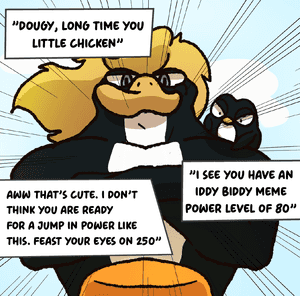 "DOUGY, LONG TIME YOU
LITTLE CHICKEN"
"I SEE YOU HAVE AN
IDDY BIDDY MEME
POWER LEVEL OF 80"
AWW THAT'S CUTE. I DON'T
THINK YOU ARE READY
FOR A JUMP IN POWER LIKE
THIS. FEAST YOUR EYES ON 250"